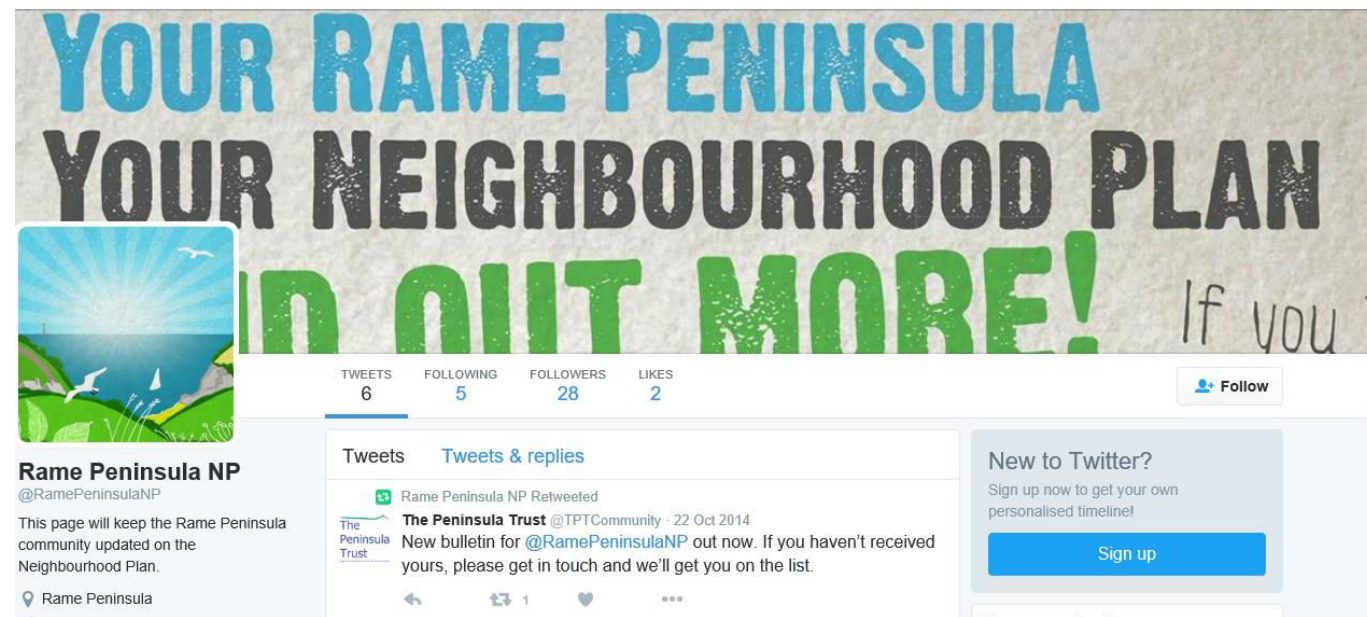 YOUR RAME PENINSULA
YOUR NEIGHBOURHOOD PLAN
OUT MORE!
If you
TWEETS FOLLOWING FOLLOWERS LIKES
6 5 28 2
Follow
Rame Peninsula NP
@RamePeninsulaNP
This page will keep the Rame Peninsula
community updated on the
Neighbourhood Plan.
Rame Peninsula
Tweets Tweets & replies
Rame Peninsula NP Retweeted
The Peninsula Trust
The Peninsula Trust @TPTCommunity · 22 Oct 2014
New bulletin for @RamePeninsulaNP out now. If you haven't received
yours, please get in touch and we'll get you on the list.
1
New to Twitter?
Sign up now to get your own
personalised timeline!
Sign up